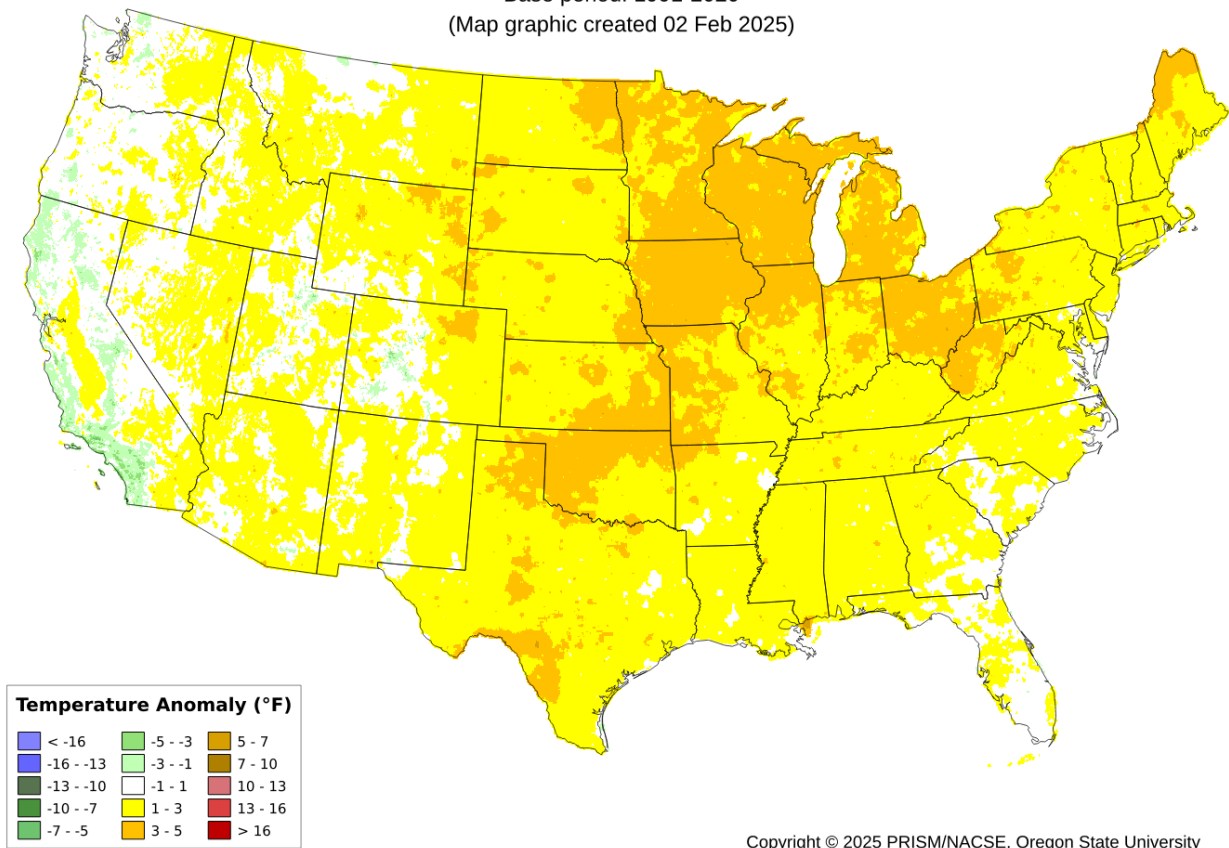 (Map graphic created 02 Feb 2025)
Temperature Anomaly (°F)
< -16
-16 - -13
-13 - -10
-10 - -7
-7 - -5
-5 - -3
-3 - -1
-1 - 1
1 - 3
3 - 5
5 - 7
7 - 10
10 - 13
13 - 16
> 16
Copyright © 2025 PRISM/NACSE, Oregon State University